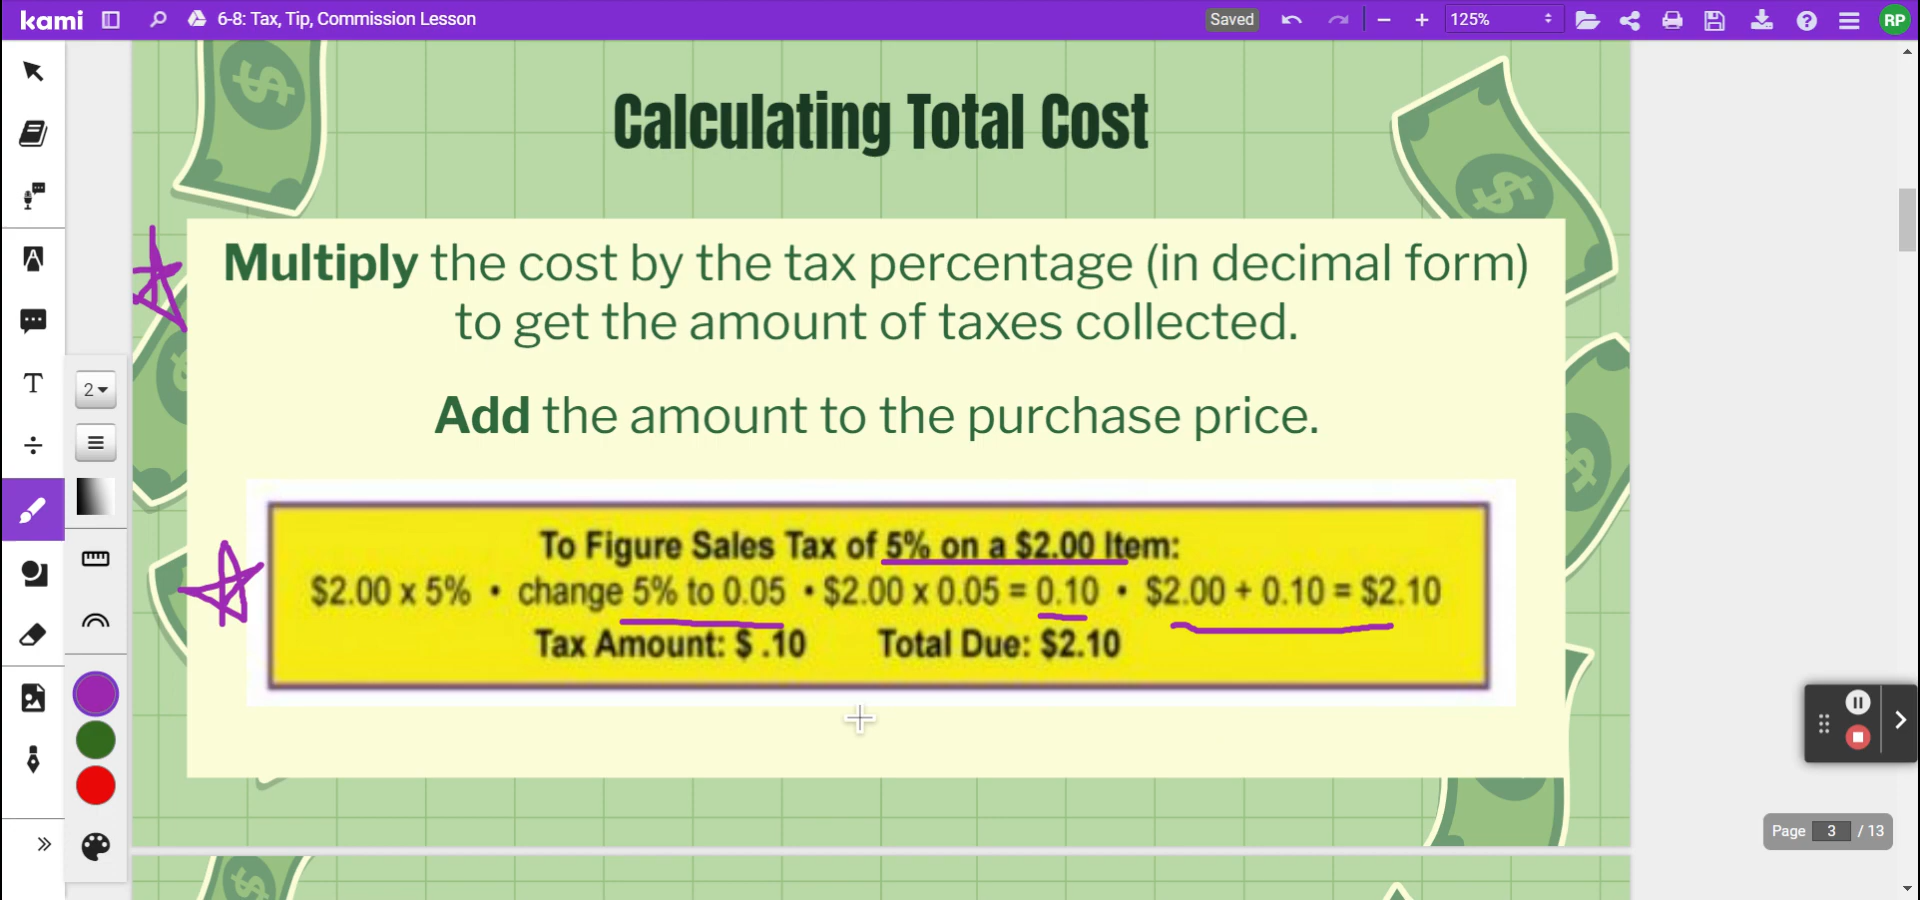 kami
6-8: Tax, Tip, Commission Lesson
Saved
125%
RP
Calculating Total Cost
Multiply the cost by the tax percentage (in decimal form)
to get the amount of taxes collected.
Add the amount to the purchase price.
To Figure Sales Tax of 5% on a $2.00 Item:
$2.00 x 5% • change 5% to 0.05 • $2.00 x 0.05 = 0.10 • $2.00 + 0.10 = $2.10
Tax Amount: $ .10 Total Due: $2.10
2
T
Page 3 / 13